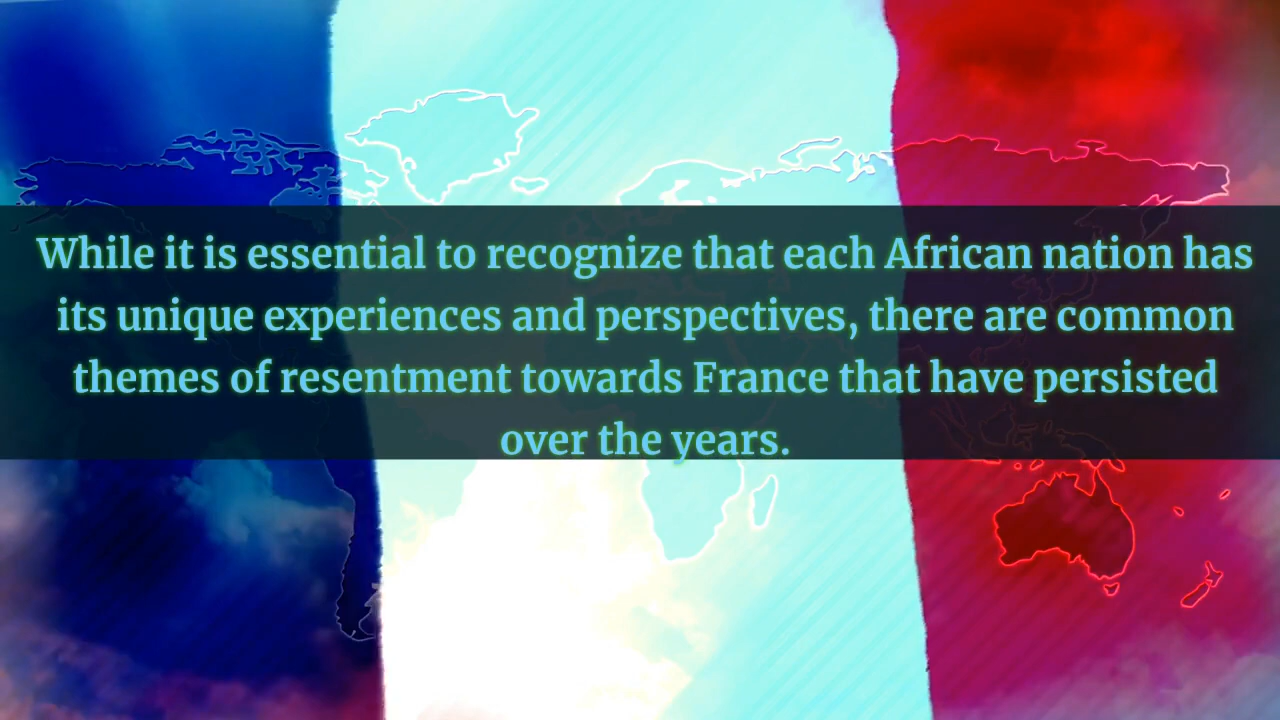 While it is essential to recognize that each African nation has
its unique experiences and perspectives, there are common
themes of resentment towards France that have persisted
over the years.